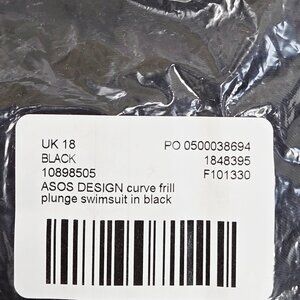 UK 18 PO 0500038694
BLACK 1848395
10898505 F101330
ASOS DESIGN curve frill
plunge swimsuit in black